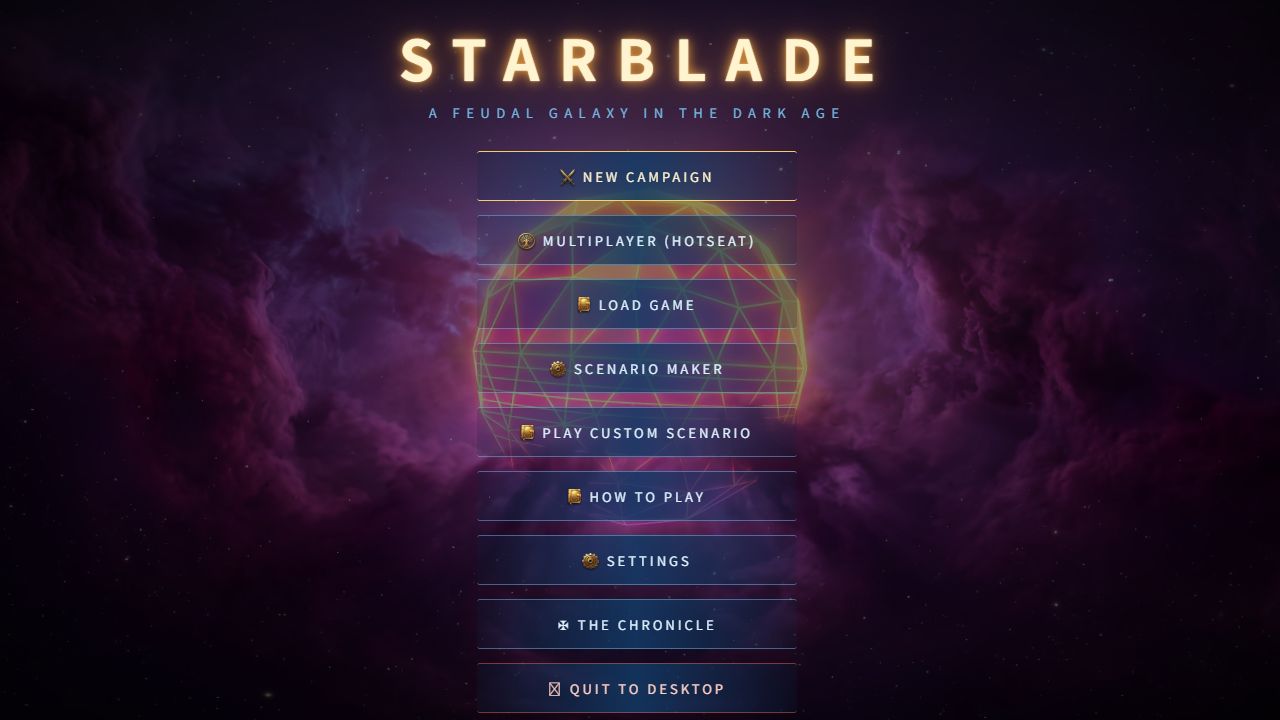 STARBLADE
A FEUDAL GALAXY IN THE DARK AGE
NEW CAMPAIGN
MULTIPLAYER (HOTSEAT)
LOAD GAME
SCENARIO MAKER
PLAY CUSTOM SCENARIO
HOW TO PLAY
SETTINGS
✠ THE CHRONICLE
QUIT TO DESKTOP